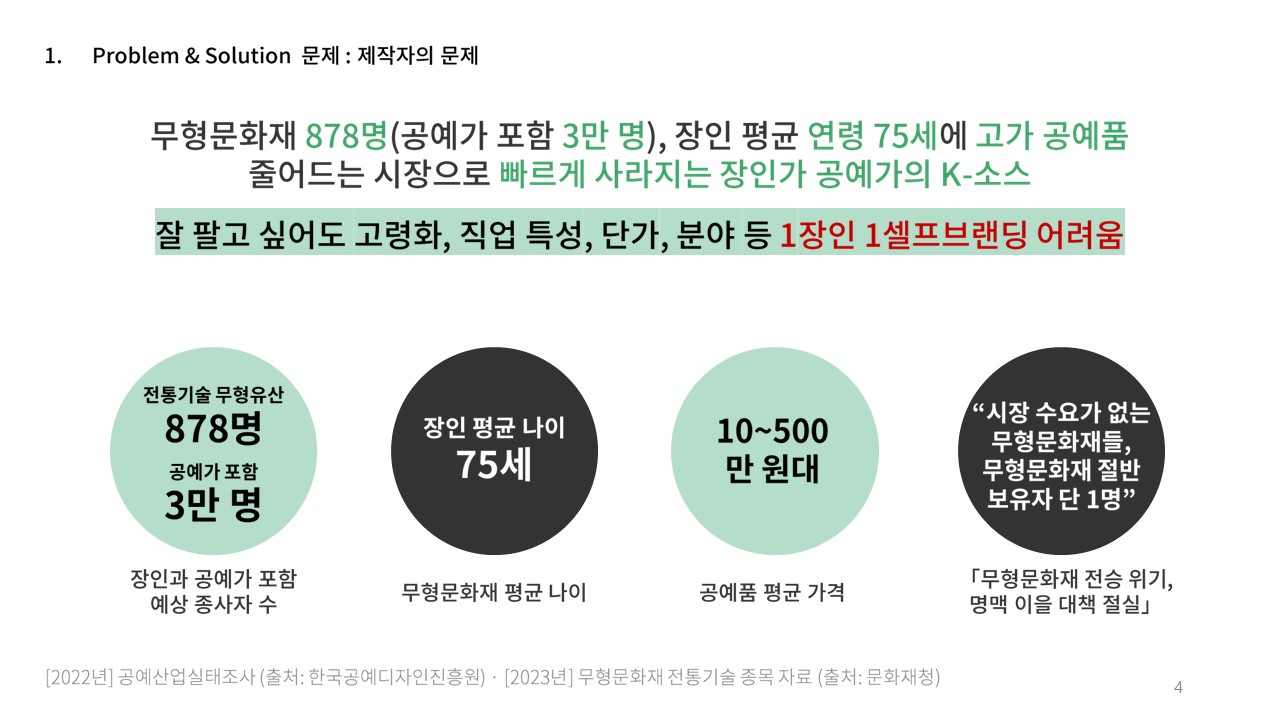 1. Problem & Solution 문제 : 제작자의 문제
무형문화재 878명(공예가 포함 3만 명), 장인 평균 연령 75세에 고가 공예품
줄어드는 시장으로 빠르게 사라지는 장인가 공예가의 K-소스
잘 팔고 싶어도 고령화, 직업 특성, 단가, 분야 등 1장인 1셀프브랜딩 어려움
전통기술 무형유산
878명
공예가 포함
3만 명
장인과 공예가 포함
예상 종사자 수
장인 평균 나이
75세
무형문화재 평균 나이
10~500
만 원대
공예품 평균 가격
“시장 수요가 없는
무형문화재들,
무형문화재 절반
보유자 단 1명”
「무형문화재 전승 위기,
명맥 이을 대책 절실」
[2022년] 공예산업실태조사 (출처: 한국공예디자인진흥원) · [2023년] 무형문화재 전통기술 종목 자료 (출처: 문화재청)
4